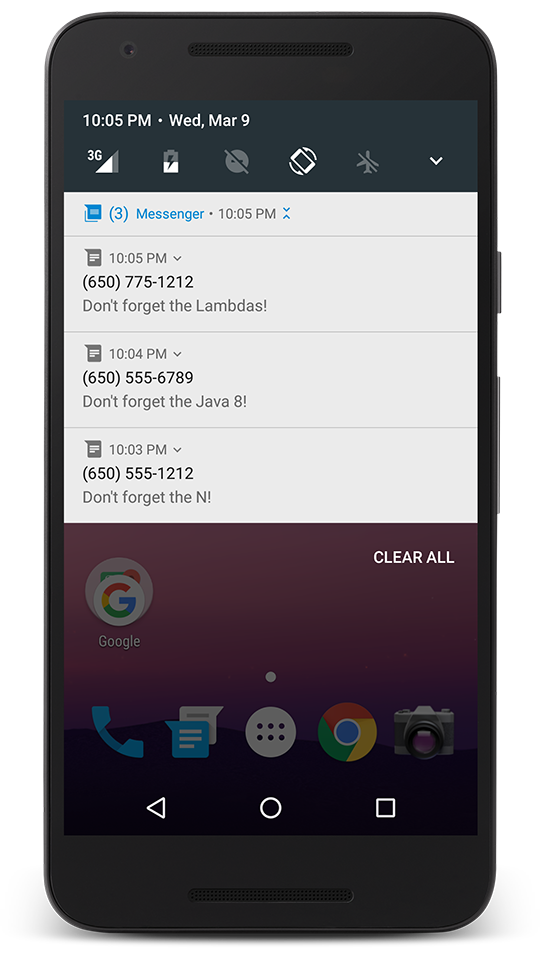 10:05 PM • Wed, Mar 9
3G
(3) Messenger • 10:05 PM
10:05 PM
(650) 775-1212
Don't forget the Lambdas!
10:04 PM
(650) 555-6789
Don't forget the Java 8!
10:03 PM
(650) 555-1212
Don't forget the N!
CLEAR ALL
Google